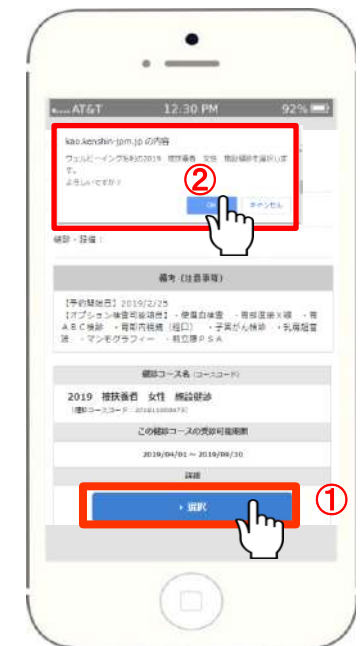 AT&T 12:30 PM 92%
kao.kenshin-jpm.jp の内容
ウェルビーイング毛利の2019 被扶養者 女性 施設健診を選択しま
す。
よろしいですか？
②
OK キャンセル
健診・設備：
備考（注意事項）
【予約開始日】2019/2/25
【オプション検査可能項目】・便潜血検査 ・胃部直接X線 ・胃
ABC検診 ・胃部内視鏡（経口） ・子宮がん検診 ・乳房超音
波 ・マンモグラフィー ・前立腺PSA
健診コース名（コースコード）
2019 被扶養者 女性 施設健診
この健診コースの受診可能期間
2019/04/01 ～ 2019/09/30
詳細
選択
①